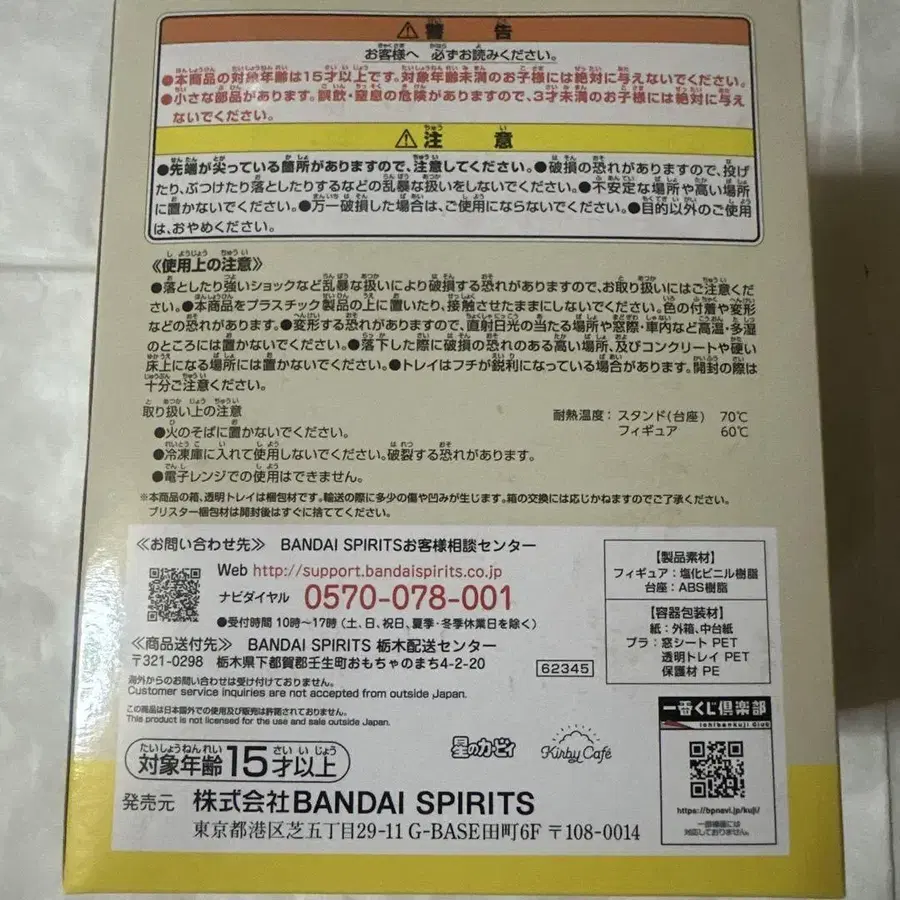 ⚠警 告
お客様へ 必ずお読みください。
●本商品の対象年齢は15才以上です。対象年齢未満のお子様には絶対に与えないでください。
●小さな部品があります。誤飲・窒息の危険がありますので、3才未満のお子様には絶対に与え
ないでください。
⚠注 意
●先端が尖っている箇所がありますので、注意してください。●破損の恐れがありますので、投げ
たり、ぶつけたり落としたりするなどの乱暴な扱いをしないでください。●不安定な場所や高い場所
に置かないでください。●万一破損した場合は、ご使用にならないでください。●目的以外のご使用
は、おやめください。
《使用上の注意》
●落としたり強いショックなど乱暴な扱いにより破損する恐れがありますので、お取り扱いにはご注意くだ
さい。●本商品をプラスチック製品の上に置いたり、接触させたままにしないでください。色の付着や変形
などの恐れがあります。●変形する恐れがありますので、直射日光の当たる場所や窓際・車内など高温・多湿
のところには置かないでください。●落下した際に破損の恐れのある高い場所、及びコンクリートや硬い
床上になる場所には置かないでください。●トレイはフチが鋭利になっている場合があります。開封の際は
十分ご注意ください。
取り扱い上の注意
●火のそばに置かないでください。
●冷凍庫に入れて使用しないでください。破裂する恐れがあります。
●電子レンジでの使用はできません。
耐熱温度：スタンド(台座) 70℃
フィギュア 60℃
※本商品の箱、透明トレイは梱包材です。輸送の際に多少の傷や凹みが生じます。箱の交換には応じかねますのでご了承ください。
ブリスター梱包材は開封後はすぐに捨ててください。
≪お問い合わせ先≫ BANDAI SPIRITSお客様相談センター
Web http://support.bandaispirits.co.jp
ナビダイヤル 0570-078-001
●受付時間 10時～17時（土、日、祝日、夏季・冬季休業日を除く）
≪商品送付先≫ BANDAI SPIRITS 栃木配送センター
〒321-0298 栃木県下都賀郡壬生町おもちゃのまち4-2-20
62345
海外からのお問い合わせは受け付けておりません。
Customer service inquiries are not accepted from outside Japan.
この商品は日本国外での使用及び販売は許諾されておりません。
This product is not licensed for the use and sale outside Japan.
【製品素材】
フィギュア：塩化ビニル樹脂
台座：ABS樹脂
【容器包装材】
紙：外箱、中台紙
プラ：窓シート PET
透明トレイ PET
保護材 PE
一番くじ倶楽部
ichibankuji club
https://bpnavi.jp/kuji/
一部機種には
対応しておりません。
対象年齢15才以上
星のカービィ
Kirby Café
発売元 株式会社BANDAI SPIRITS
東京都港区芝五丁目29-11 G-BASE田町6F 〒108-0014